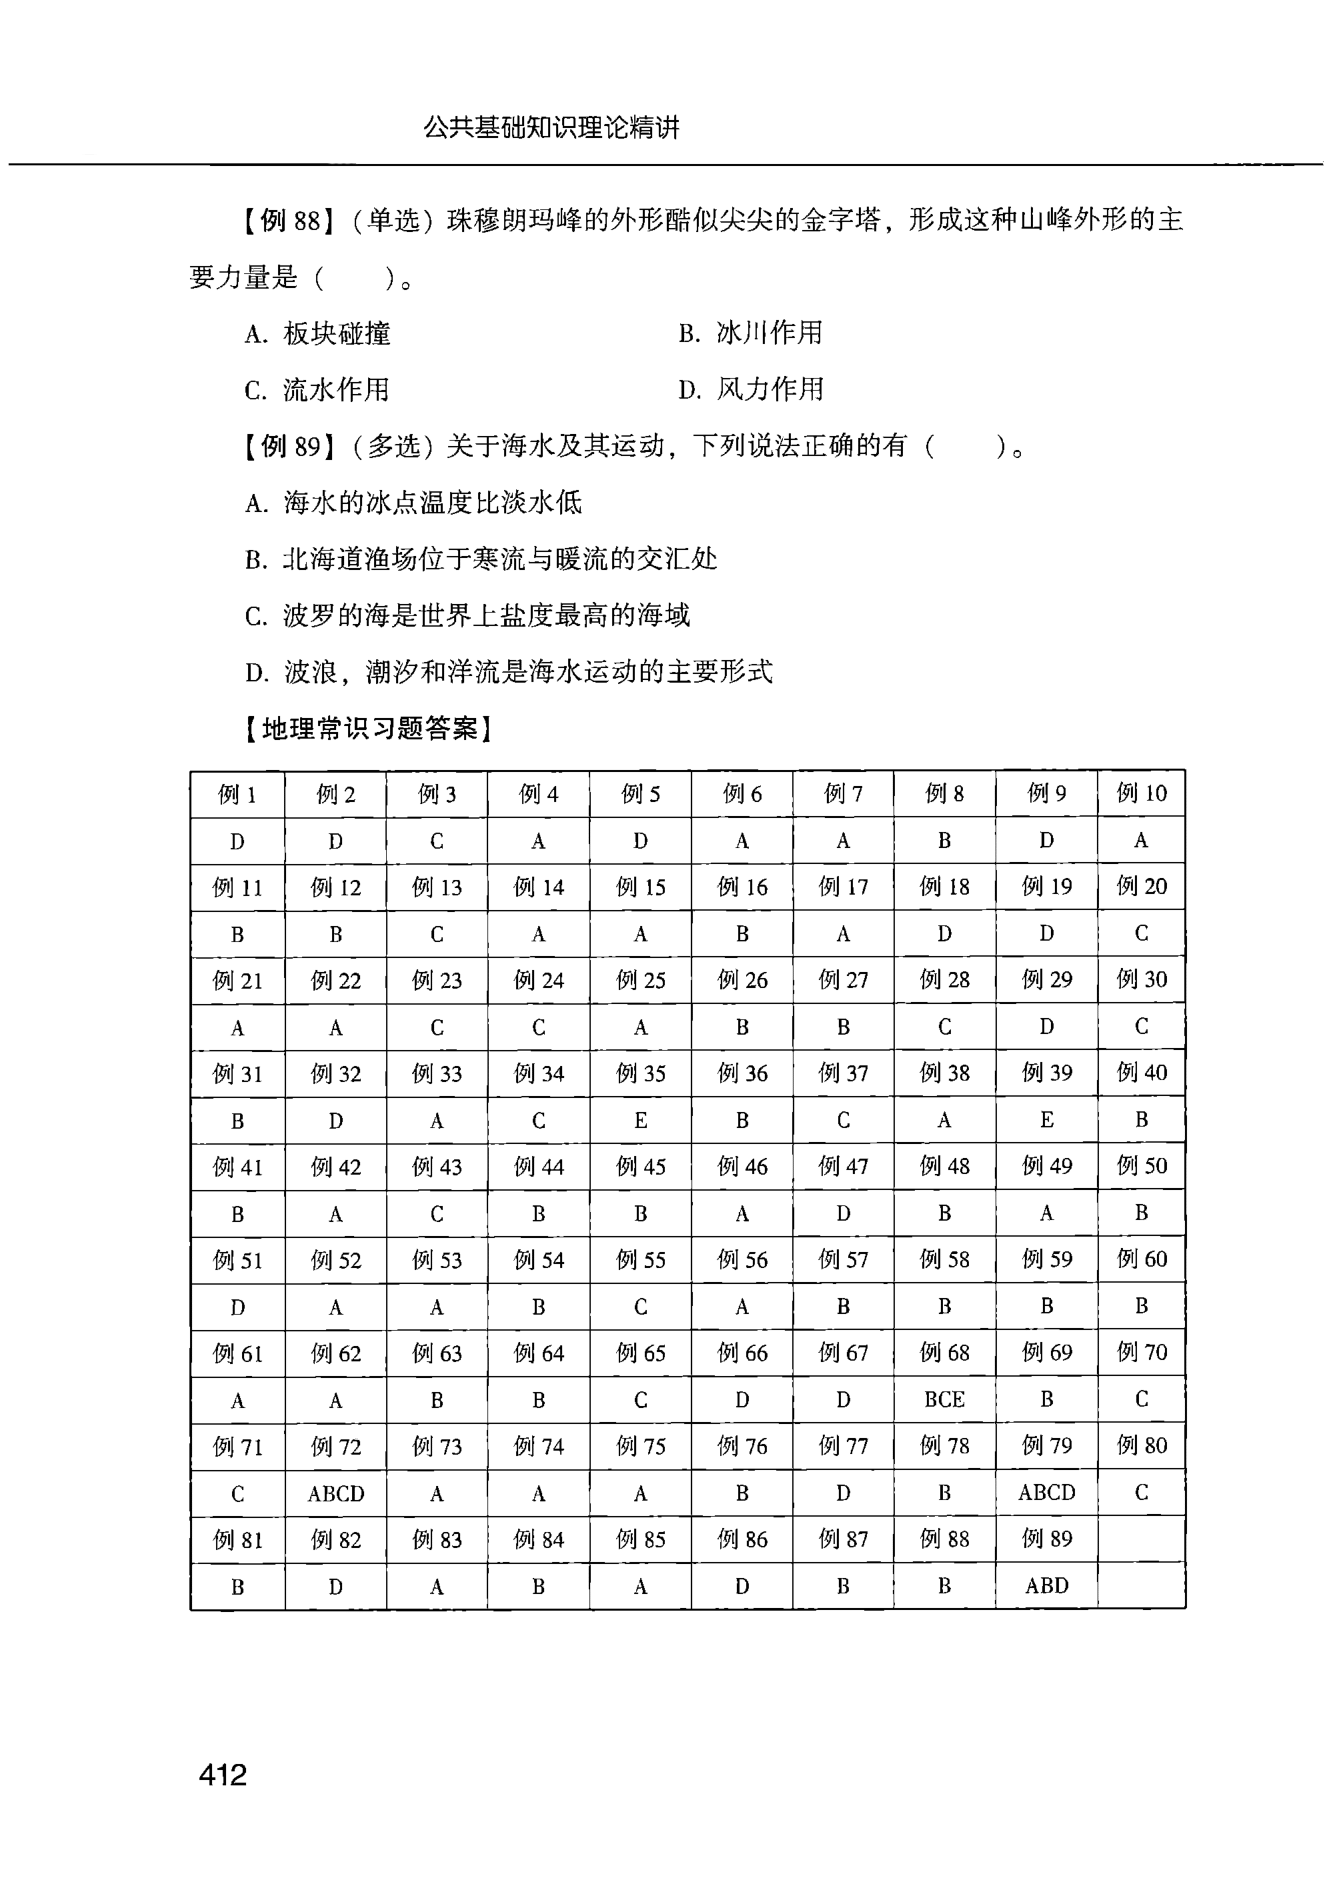 公共基础知识理论精讲
【例 88】(单选) 珠穆朗玛峰的外形酷似尖尖的金字塔，形成这种山峰外形的主
要力量是（　　）。
A. 板块碰撞 B. 冰川作用
C. 流水作用 D. 风力作用
【例 89】(多选) 关于海水及其运动，下列说法正确的有（　　）。
A. 海水的冰点温度比淡水低
B. 北海道渔场位于寒流与暖流的交汇处
C. 波罗的海是世界上盐度最高的海域
D. 波浪，潮汐和洋流是海水运动的主要形式
【地理常识习题答案】
例 1 例 2 例 3 例 4 例 5 例 6 例 7 例 8 例 9 例 10
D D C A D A A B D A
例 11 例 12 例 13 例 14 例 15 例 16 例 17 例 18 例 19 例 20
B B C A A B A D D C
例 21 例 22 例 23 例 24 例 25 例 26 例 27 例 28 例 29 例 30
A A C C A B B C D C
例 31 例 32 例 33 例 34 例 35 例 36 例 37 例 38 例 39 例 40
B D A C E B C A E B
例 41 例 42 例 43 例 44 例 45 例 46 例 47 例 48 例 49 例 50
B A C B B A D B A B
例 51 例 52 例 53 例 54 例 55 例 56 例 57 例 58 例 59 例 60
D A A B C A B B B B
例 61 例 62 例 63 例 64 例 65 例 66 例 67 例 68 例 69 例 70
A A B B C D D BCE B C
例 71 例 72 例 73 例 74 例 75 例 76 例 77 例 78 例 79 例 80
C ABCD A A A B D B ABCD C
例 81 例 82 例 83 例 84 例 85 例 86 例 87 例 88 例 89
B D A B A D B B ABD
412